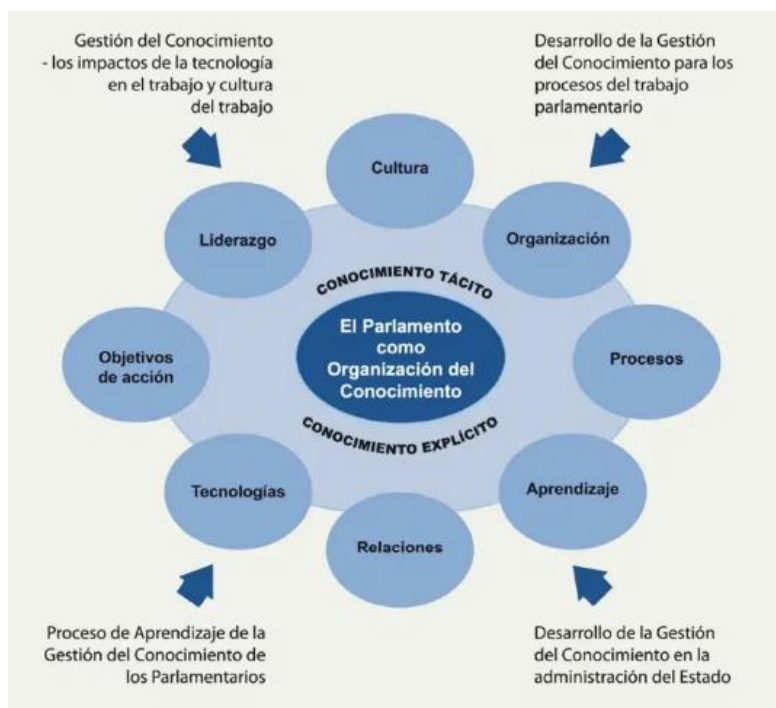 Gestión del Conocimiento
- los impactos de la tecnología
en el trabajo y cultura
del trabajo
Desarrollo de la Gestión
del Conocimiento para los
procesos del trabajo
parlamentario
Cultura
Liderazgo
Organización
CONOCIMIENTO TÁCITO
El Parlamento
como
Organización del
Conocimiento
Objetivos
de acción
Procesos
CONOCIMIENTO EXPLÍCITO
Tecnologías
Aprendizaje
Relaciones
Proceso de Aprendizaje de la
Gestión del Conocimiento de
los Parlamentarios
Desarrollo de la Gestión
del Conocimiento en la
administración del Estado